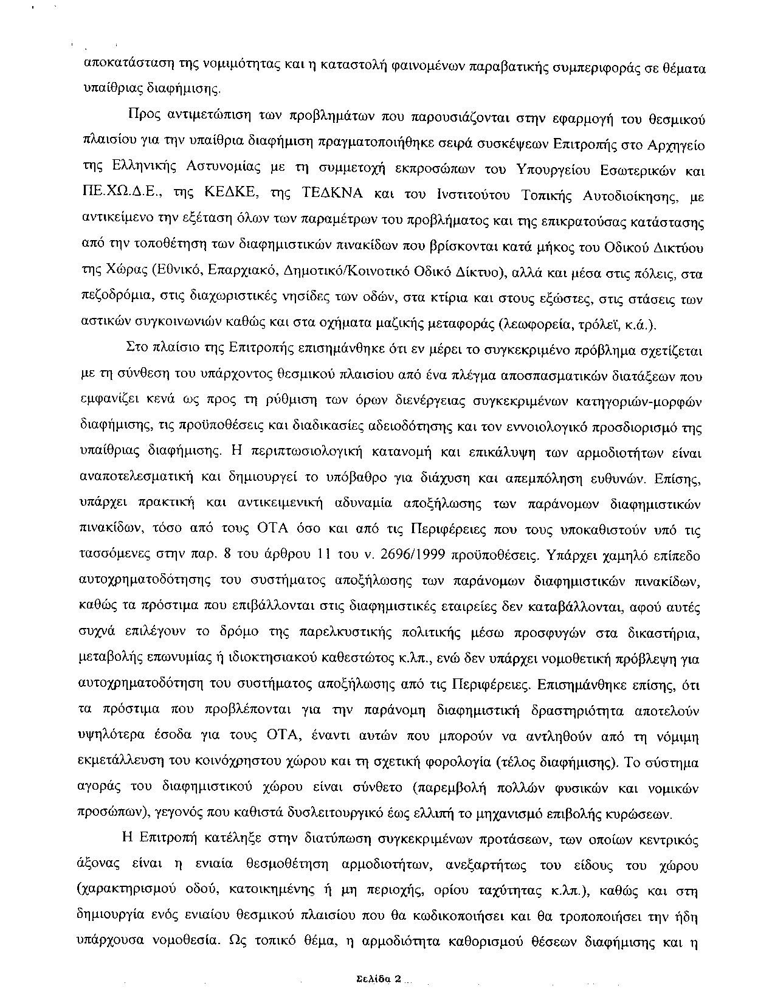 αποκατάσταση της νομιμότητας και η καταστολή φαινομένων παραβατικής συμπεριφοράς σε θέματα
υπαίθριας διαφήμισης.
Προς αντιμετώπιση των προβλημάτων που παρουσιάζονται στην εφαρμογή του θεσμικού
πλαισίου για την υπαίθρια διαφήμιση πραγματοποιήθηκε σειρά συσκέψεων Επιτροπής στο Αρχηγείο
της Ελληνικής Αστυνομίας με τη συμμετοχή εκπροσώπων του Υπουργείου Εσωτερικών και
ΠΕ.ΧΩ.Δ.Ε., της ΚΕΔΚΕ, της ΤΕΔΚΝΑ και του Ινστιτούτου Τοπικής Αυτοδιοίκησης, με
αντικείμενο την εξέταση όλων των παραμέτρων του προβλήματος και της επικρατούσας κατάστασης
από την τοποθέτηση των διαφημιστικών πινακίδων που βρίσκονται κατά μήκος του Οδικού Δικτύου
της Χώρας (Εθνικό, Επαρχιακό, Δημοτικό/Κοινοτικό Οδικό Δίκτυο), αλλά και μέσα στις πόλεις, στα
πεζοδρόμια, στις διαχωριστικές νησίδες των οδών, στα κτίρια και στους εξώστες, στις στάσεις των
αστικών συγκοινωνιών καθώς και στα οχήματα μαζικής μεταφοράς (λεωφορεία, τρόλεϊ, κ.ά.).
Στο πλαίσιο της Επιτροπής επισημάνθηκε ότι εν μέρει το συγκεκριμένο πρόβλημα σχετίζεται
με τη σύνθεση του υπάρχοντος θεσμικού πλαισίου από ένα πλέγμα αποσπασματικών διατάξεων που
εμφανίζει κενά ως προς τη ρύθμιση των όρων διενέργειας συγκεκριμένων κατηγοριών-μορφών
διαφήμισης, τις προϋποθέσεις και διαδικασίες αδειοδότησης και τον εννοιολογικό προσδιορισμό της
υπαίθριας διαφήμισης. Η περιπτωσιολογική κατανομή και επικάλυψη των αρμοδιοτήτων είναι
αναποτελεσματική και δημιουργεί το υπόβαθρο για διάχυση και απεμπόληση ευθυνών. Επίσης,
υπάρχει πρακτική και αντικειμενική αδυναμία αποξήλωσης των παράνομων διαφημιστικών
πινακίδων, τόσο από τους ΟΤΑ όσο και από τις Περιφέρειες που τους υποκαθιστούν υπό τις
τασσόμενες στην παρ. 8 του άρθρου 11 του ν. 2696/1999 προϋποθέσεις. Υπάρχει χαμηλό επίπεδο
αυτοχρηματοδότησης του συστήματος αποξήλωσης των παράνομων διαφημιστικών πινακίδων,
καθώς τα πρόστιμα που επιβάλλονται στις διαφημιστικές εταιρείες δεν καταβάλλονται, αφού αυτές
συχνά επιλέγουν το δρόμο της παρελκυστικής πολιτικής μέσω προσφυγών στα δικαστήρια,
μεταβολής επωνυμίας ή ιδιοκτησιακού καθεστώτος κ.λπ., ενώ δεν υπάρχει νομοθετική πρόβλεψη για
αυτοχρηματοδότηση του συστήματος αποξήλωσης από τις Περιφέρειες. Επισημάνθηκε επίσης, ότι
τα πρόστιμα που προβλέπονται για την παράνομη διαφημιστική δραστηριότητα αποτελούν
υψηλότερα έσοδα για τους ΟΤΑ, έναντι αυτών που μπορούν να αντληθούν από τη νόμιμη
εκμετάλλευση του κοινόχρηστου χώρου και τη σχετική φορολογία (τέλος διαφήμισης). Το σύστημα
αγοράς του διαφημιστικού χώρου είναι σύνθετο (παρεμβολή πολλών φυσικών και νομικών
προσώπων), γεγονός που καθιστά δυσλειτουργικό έως ελλιπή το μηχανισμό επιβολής κυρώσεων.
Η Επιτροπή κατέληξε στην διατύπωση συγκεκριμένων προτάσεων, των οποίων κεντρικός
άξονας είναι η ενιαία θεσμοθέτηση αρμοδιοτήτων, ανεξαρτήτως του είδους του χώρου
(χαρακτηρισμού οδού, κατοικημένης ή μη περιοχής, ορίου ταχύτητας κ.λπ.), καθώς και στη
δημιουργία ενός ενιαίου θεσμικού πλαισίου που θα κωδικοποιήσει και θα τροποποιήσει την ήδη
υπάρχουσα νομοθεσία. Ως τοπικό θέμα, η αρμοδιότητα καθορισμού θέσεων διαφήμισης και η
Σελίδα 2